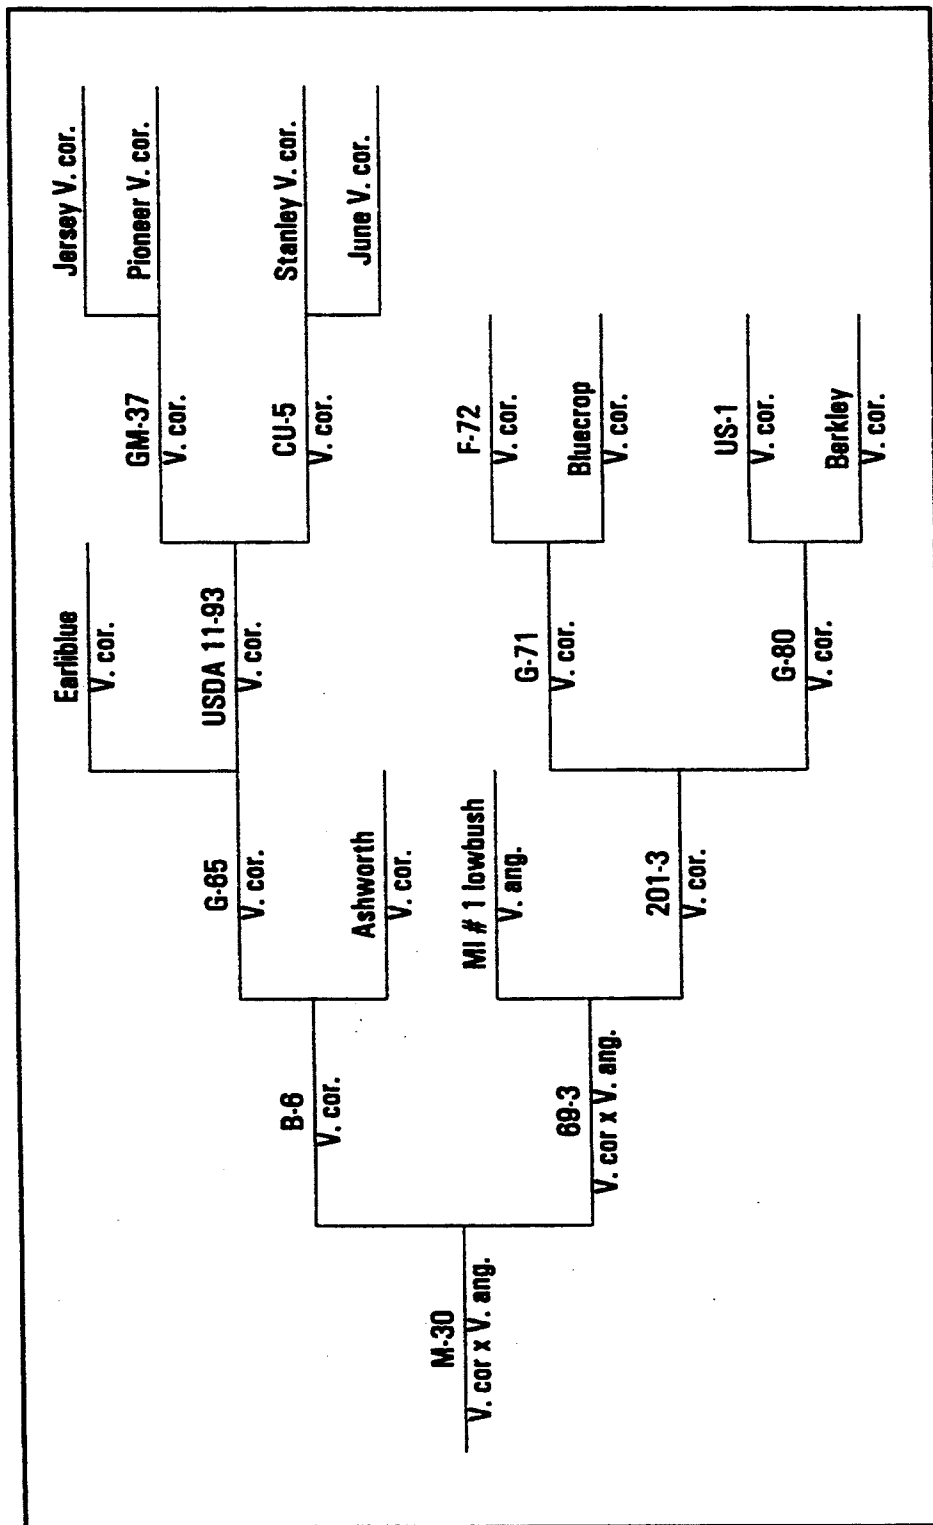 Jersey V. cor.
Pioneer V. cor.
Stanley V. cor.
June V. cor.
GM-37
V. cor.
CU-5
V. cor.
F-72
V. cor.
Bluecrop
V. cor.
US-1
V. cor.
Berkley
V. cor.
Earliblue
V. cor.
USDA 11-93
V. cor.
G-71
V. cor.
G-80
V. cor.
G-65
V. cor.
Ashworth
V. cor.
MI # 1 lowbush
V. ang.
201-3
V. cor.
B-6
V. cor.
69-3
V. cor x V. ang.
M-30
V. cor x V. ang.